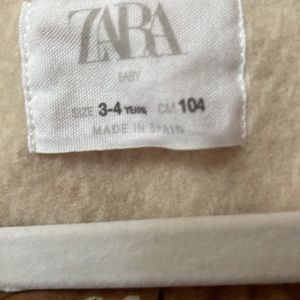 ZARA
BABY
SIZE 3-4 YEARS CM 104
MADE IN SPAIN